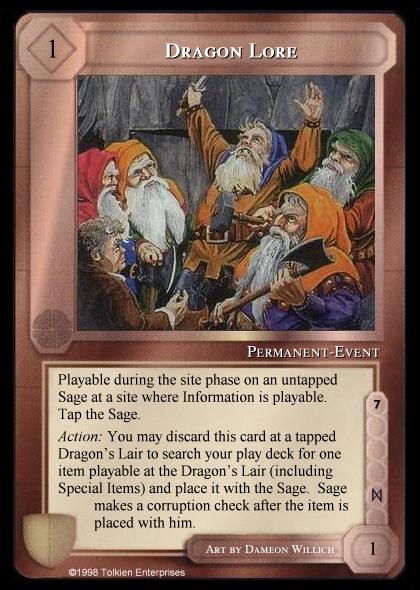 1
Dragon Lore
Permanent-Event
Playable during the site phase on an untapped
Sage at a site where Information is playable.
Tap the Sage.
Action: You may discard this card at a tapped
Dragon's Lair to search your play deck for one
item playable at the Dragon's Lair (including
Special Items) and place it with the Sage. Sage
makes a corruption check after the item is
placed with him.
7
Art by Dameon Willich
1
©1998 Tolkien Enterprises